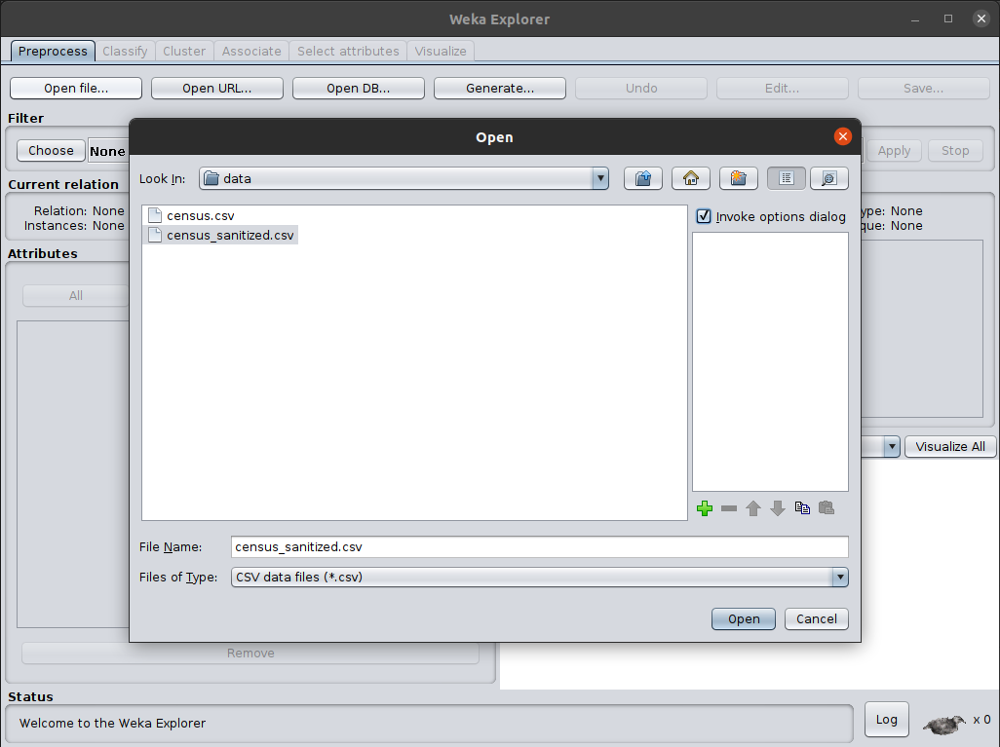 Weka Explorer
Preprocess Classify Cluster Associate Select attributes Visualize
Open file... Open URL... Open DB... Generate... Undo Edit... Save...
Filter
Choose None Apply Stop
Current relation
Relation: None
Instances: None
Attributes
All
Remove
Open
Look In: data
census.csv
census_sanitized.csv
Invoke options dialog
File Name: census_sanitized.csv
Files of Type: CSV data files (*.csv)
Open Cancel
ype: None
que: None
Visualize All
Status
Welcome to the Weka Explorer
Log x 0